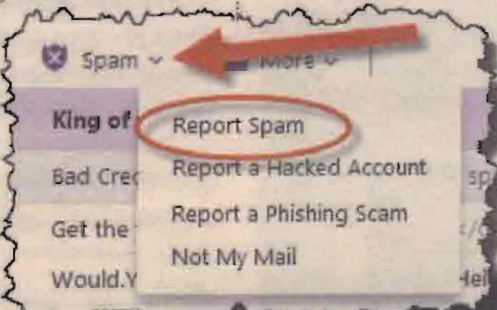 Spam More
King of
Report Spam
Bad Cred
Report a Hacked Account
Get the
Report a Phishing Scam
Would.Y
Not My Mail